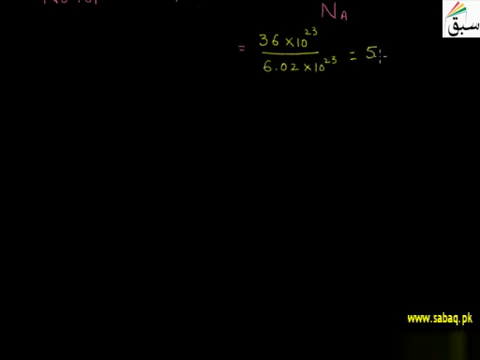 N_A
سبق
= 36 × 10^23 / 6.02 × 10^23 = 5.
www.sabaq.pk